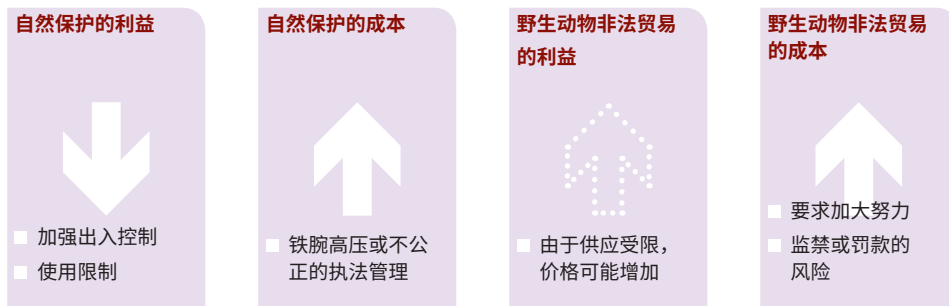 自然保护的利益
加强出入控制
使用限制
自然保护的成本
铁腕高压或不公
正的执法管理
野生动物非法贸易
的利益
由于供应受限，
价格可能增加
野生动物非法贸易
的成本
要求加大努力
监禁或罚款的
风险